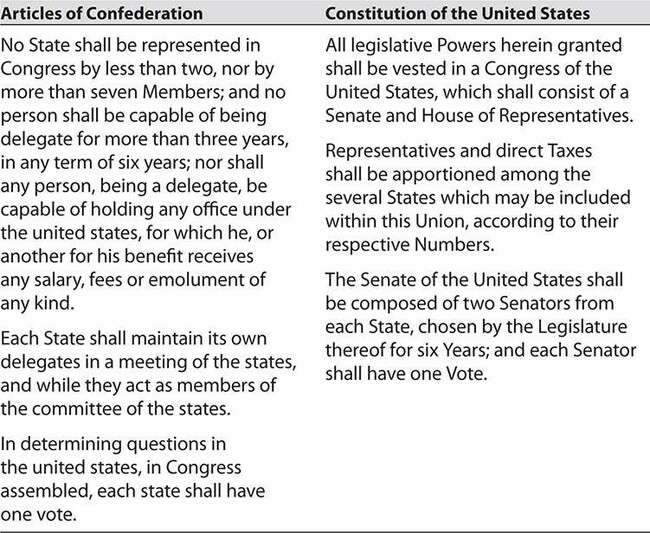 Articles of Confederation
No State shall be represented in
Congress by less than two, nor by
more than seven Members; and no
person shall be capable of being
delegate for more than three years,
in any term of six years; nor shall
any person, being a delegate, be
capable of holding any office under
the united states, for which he, or
another for his benefit receives
any salary, fees or emolument of
any kind.
Each State shall maintain its own
delegates in a meeting of the states,
and while they act as members of
the committee of the states.
In determining questions in
the united states, in Congress
assembled, each state shall have
one vote.
Constitution of the United States
All legislative Powers herein granted
shall be vested in a Congress of the
United States, which shall consist of a
Senate and House of Representatives.
Representatives and direct Taxes
shall be apportioned among the
several States which may be included
within this Union, according to their
respective Numbers.
The Senate of the United States shall
be composed of two Senators from
each State, chosen by the Legislature
thereof for six Years; and each Senator
shall have one Vote.